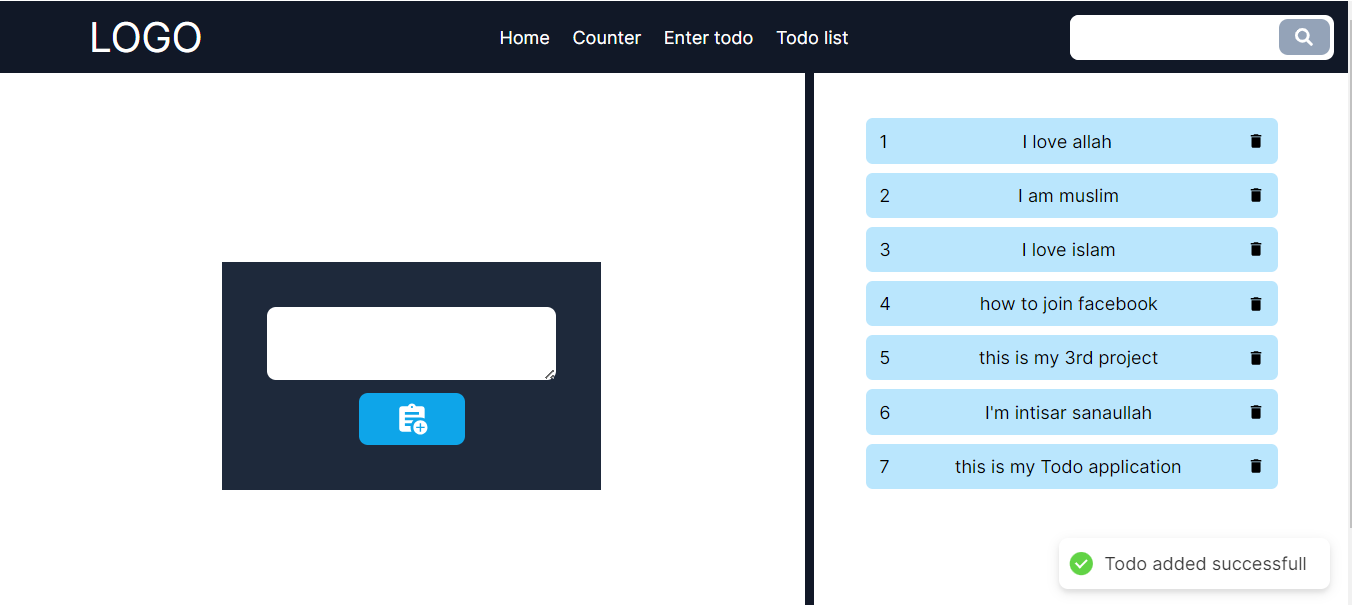 LOGO
Home Counter Enter todo Todo list
1 I love allah
2 I am muslim
3 I love islam
4 how to join facebook
5 this is my 3rd project
6 I'm intisar sanaullah
7 this is my Todo application
Todo added successfull